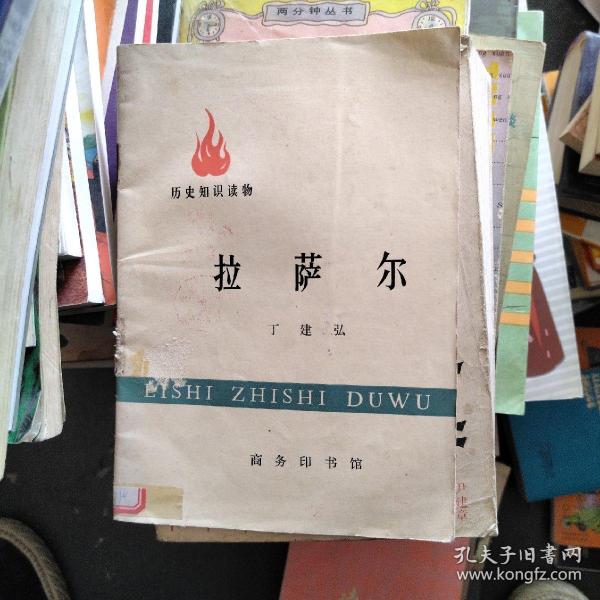 两分钟丛书
历史知识读物
拉萨尔
丁建弘
LISHI ZHISHI DUWU
商务印书馆
孔夫子旧书网
www.kongfz.com